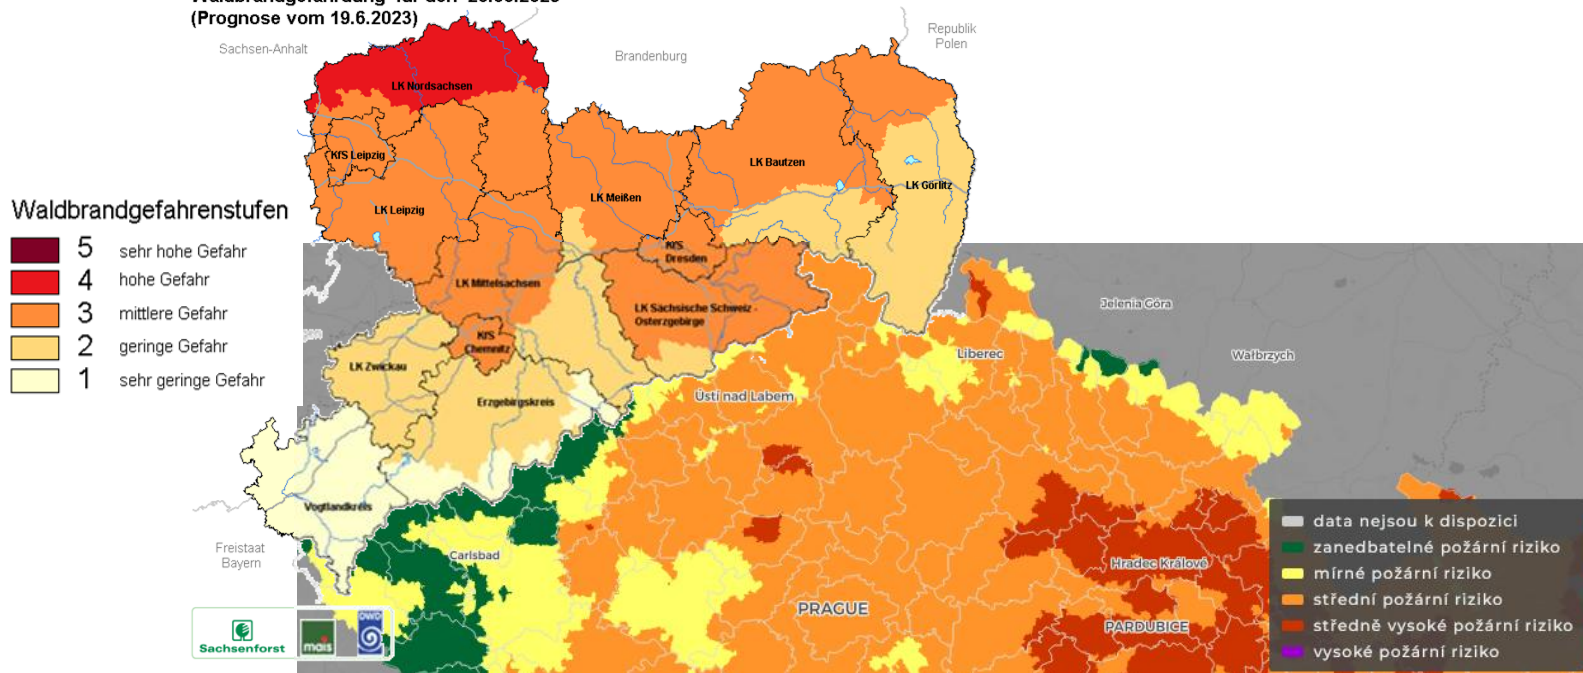 (Prognose vom 19.6.2023)
Sachsen-Anhalt
Brandenburg
Republik
Polen
LK Nordsachsen
KfS Leipzig
LK Bautzen
LK Görlitz
LK Meißen
LK Leipzig
Waldbrandgefahrenstufen
5 sehr hohe Gefahr
4 hohe Gefahr
3 mittlere Gefahr
2 geringe Gefahr
1 sehr geringe Gefahr
KfS
Dresden
LK Mittelsachsen
LK Sächsische Schweiz -
Osterzgebirge
KfS
Chemnitz
LK Zwickau
Erzgebirgskreis
Vogtlandkreis
Freistaat
Bayern
Jelenia Góra
Wałbrzych
Liberec
Ústí nad Labem
Carlsbad
PRAGUE
Hradec Králové
PARDUBICE
data nejsou k dispozici
zanedbatelné požární riziko
mírné požární riziko
střední požární riziko
středně vysoké požární riziko
vysoké požární riziko
Sachsenforst
mais
DWD